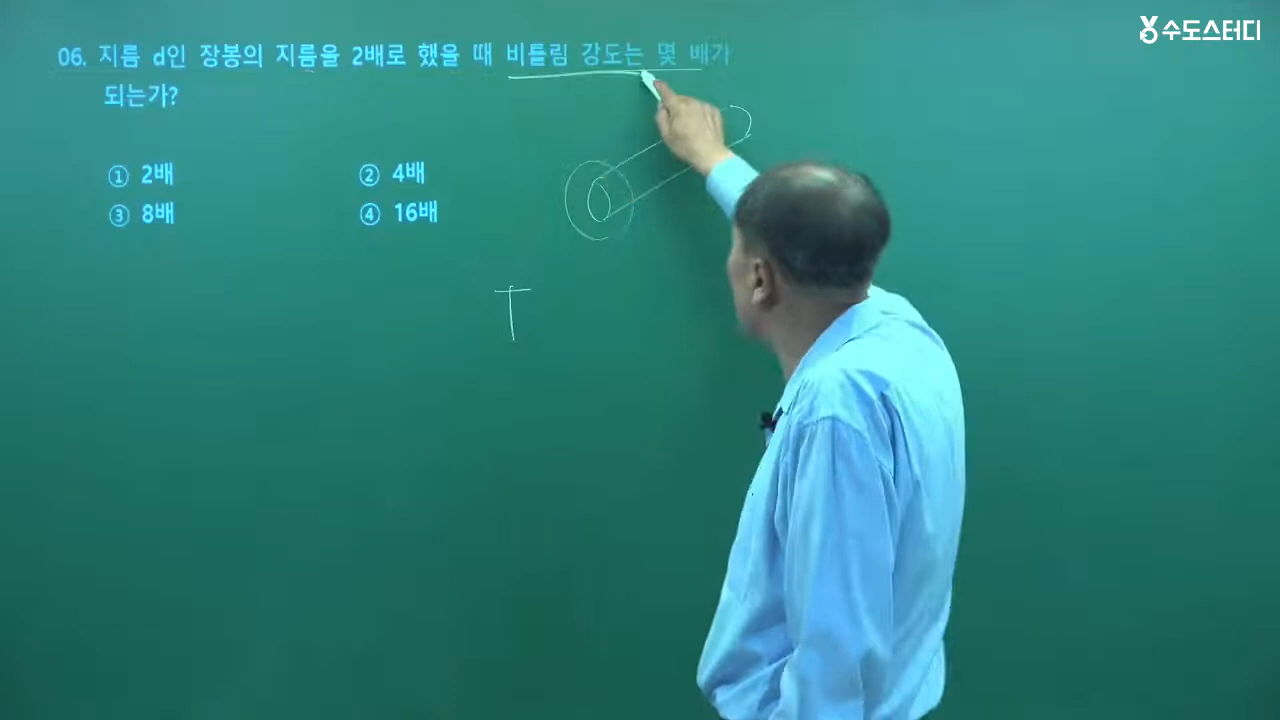 수도스터디
06. 지름 d인 장봉의 지름을 2배로 했을 때 비틀림 강도는 몇 배가
되는가?
① 2배 ② 4배
③ 8배 ④ 16배
T